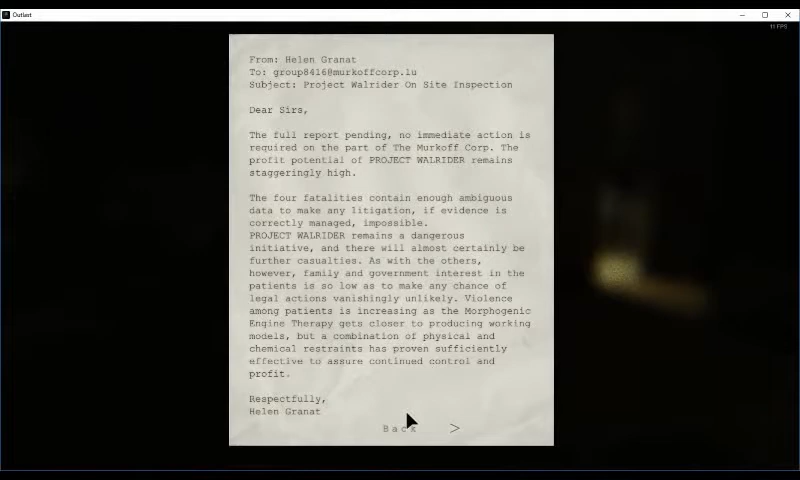 Outlast
11 FPS
From: Helen Granat
To: group8416@murkoffcorp.lu
Subject: Project Walrider On Site Inspection
Dear Sirs,
The full report pending, no immediate action is
required on the part of The Murkoff Corp. The
profit potential of PROJECT WALRIDER remains
staggeringly high.
The four fatalities contain enough ambiguous
data to make any litigation, if evidence is
correctly managed, impossible.
PROJECT WALRIDER remains a dangerous
initiative, and there will almost certainly be
further casualties. As with the others,
however, family and government interest in the
patients is so low as to make any chance of
legal actions vanishingly unlikely. Violence
among patients is increasing as the Morphogenic
Engine Therapy gets closer to producing working
models, but a combination of physical and
chemical restraints has proven sufficiently
effective to assure continued control and
profit.
Respectfully,
Helen Granat
Back >